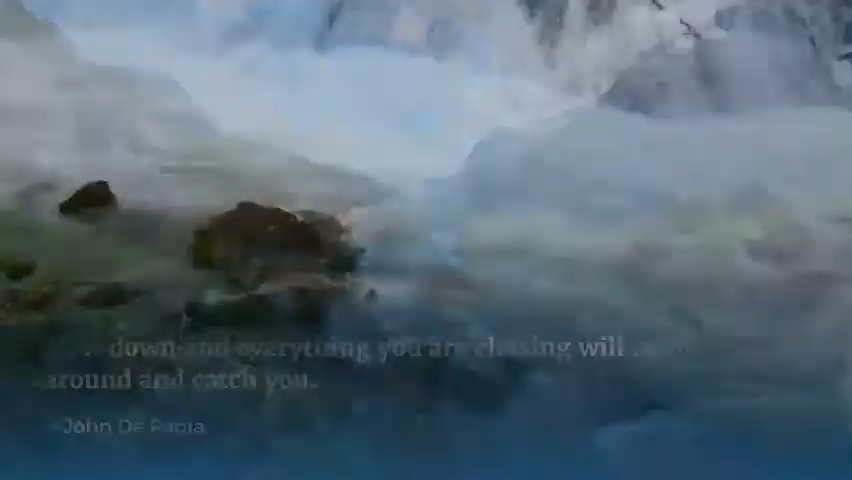 down and everything you are chasing will
around and catch you.
John De Paola